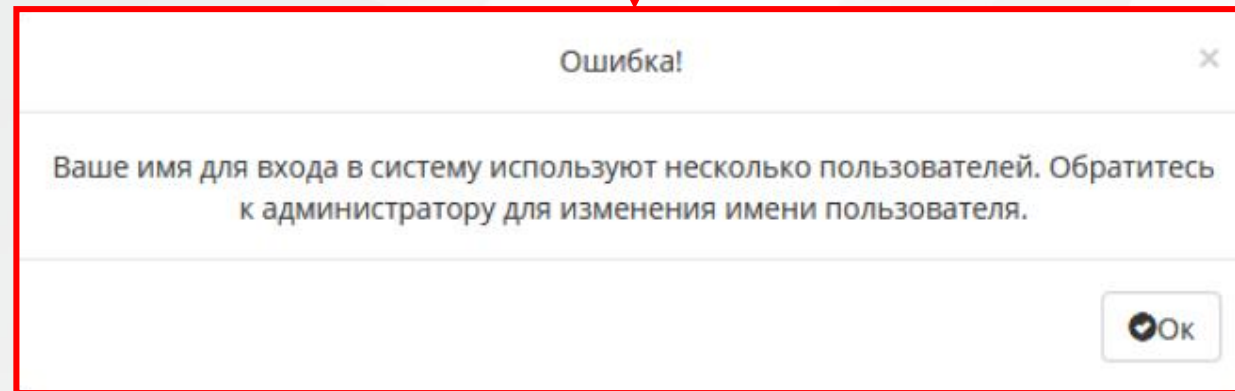 Ошибка!
×
Ваше имя для входа в систему используют несколько пользователей. Обратитесь
к администратору для изменения имени пользователя.
Ок